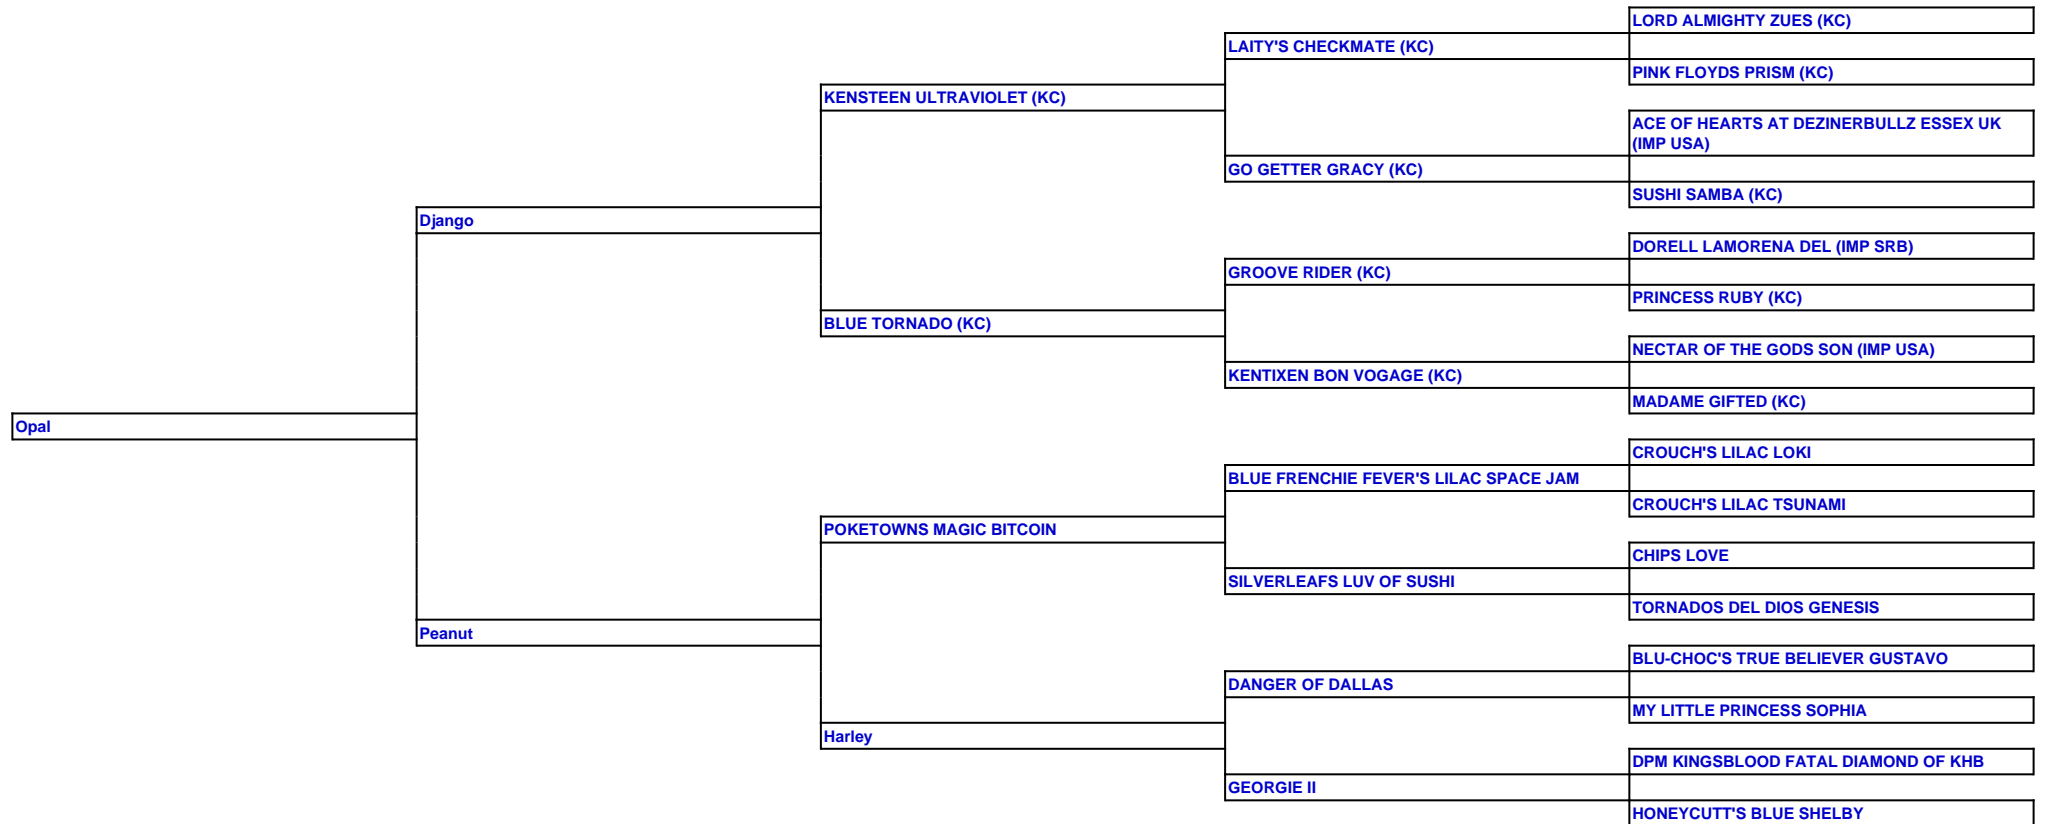 LORD ALMIGHTY ZUES (KC)
LAITY'S CHECKMATE (KC)
PINK FLOYDS PRISM (KC)
KENSTEEN ULTRAVIOLET (KC)
ACE OF HEARTS AT DEZINERBULLZ ESSEX UK
(IMP USA)
GO GETTER GRACY (KC)
SUSHI SAMBA (KC)
Django
DORELL LAMORENA DEL (IMP SRB)
GROOVE RIDER (KC)
PRINCESS RUBY (KC)
BLUE TORNADO (KC)
NECTAR OF THE GODS SON (IMP USA)
KENTIXEN BON VOGAGE (KC)
MADAME GIFTED (KC)
Opal
CROUCH'S LILAC LOKI
BLUE FRENCHIE FEVER'S LILAC SPACE JAM
CROUCH'S LILAC TSUNAMI
POKETOWNS MAGIC BITCOIN
CHIPS LOVE
SILVERLEAFS LUV OF SUSHI
TORNADOS DEL DIOS GENESIS
Peanut
BLU-CHOC'S TRUE BELIEVER GUSTAVO
DANGER OF DALLAS
MY LITTLE PRINCESS SOPHIA
Harley
DPM KINGSBLOOD FATAL DIAMOND OF KHB
GEORGIE II
HONEYCUTT'S BLUE SHELBY